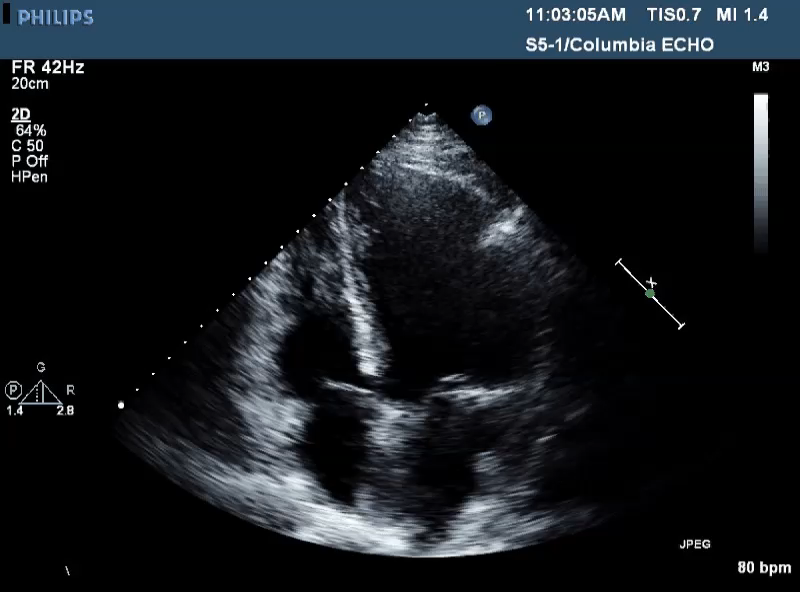 PHILIPS
11:03:05AM TIS0.7 MI 1.4
S5-1/Columbia ECHO
FR 42Hz
20cm
M3
2D
64%
C 50
P Off
HPen
P
X
G
P R
1.4 2.8
JPEG
80 bpm